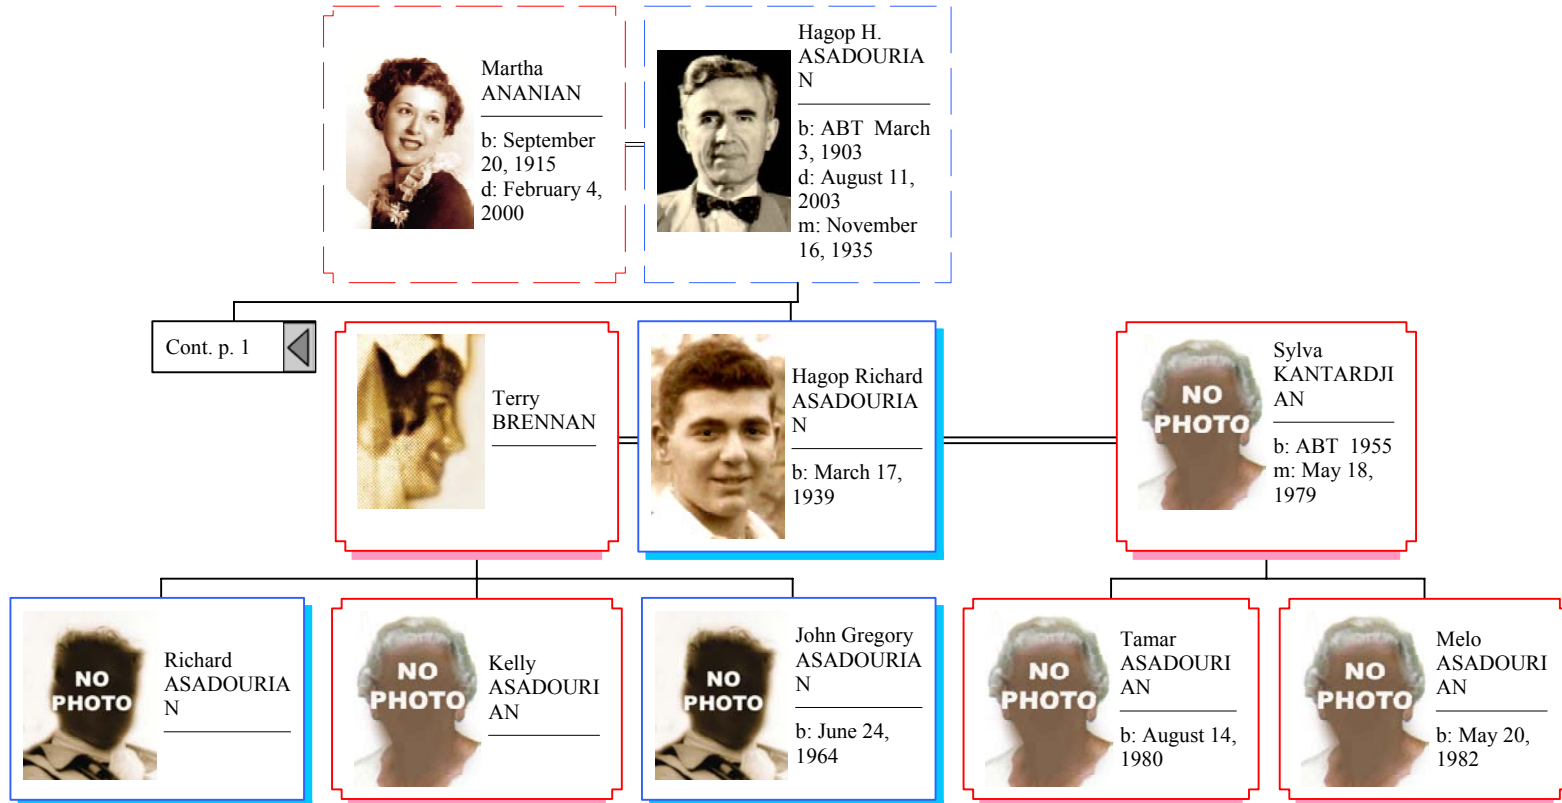 Martha
ANANIAN
b: September
20, 1915
d: February 4,
2000
Hagop H.
ASADOURIA
N
b: ABT  March
3, 1903
d: August 11,
2003
m: November
16, 1935
Cont. p. 1
Terry
BRENNAN
Hagop Richard
ASADOURIA
N
b: March 17,
1939
NO
PHOTO
Sylva
KANTARDJI
AN
b: ABT  1955
m: May 18,
1979
NO
PHOTO
Richard
ASADOURIA
N
NO
PHOTO
Kelly
ASADOURI
AN
NO
PHOTO
John Gregory
ASADOURIA
N
b: June 24,
1964
NO
PHOTO
Tamar
ASADOURI
AN
b: August 14,
1980
NO
PHOTO
Melo
ASADOURI
AN
b: May 20,
1982